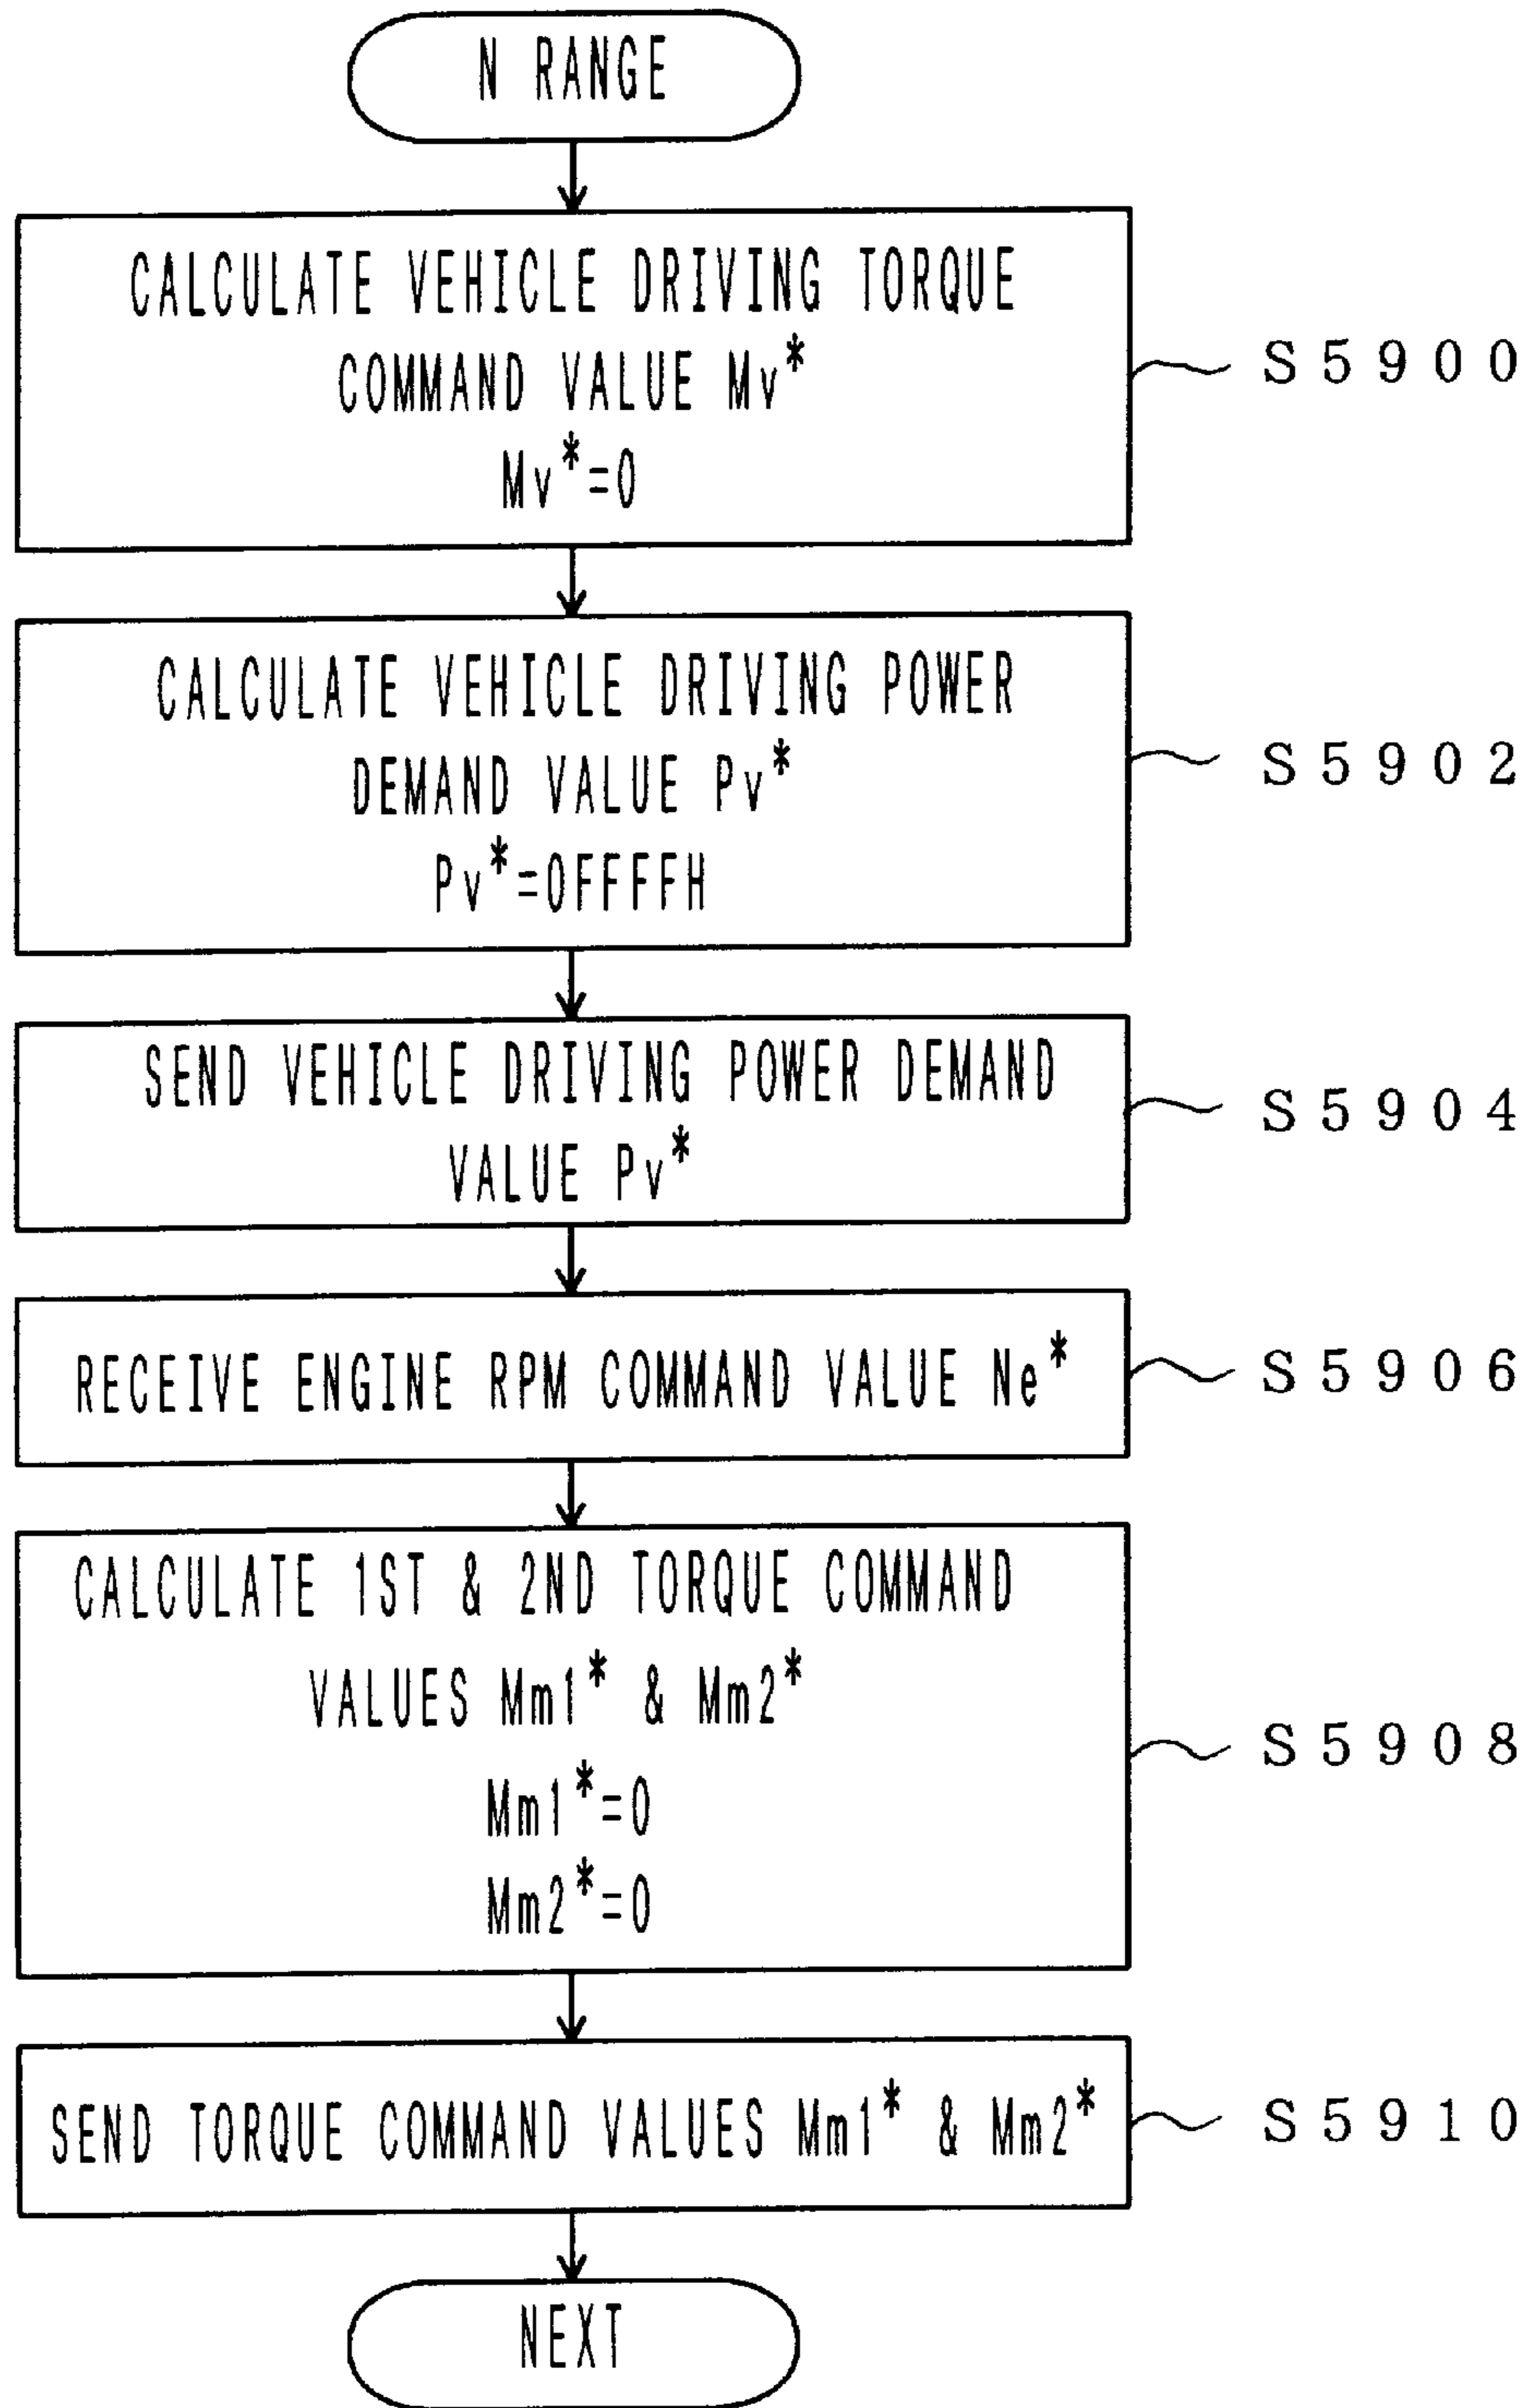 N RANGE
CALCULATE VEHICLE DRIVING TORQUE
COMMAND VALUE Mv*
Mv*=0
S5900
CALCULATE VEHICLE DRIVING POWER
DEMAND VALUE Pv*
Pv*=0FFFFH
S5902
SEND VEHICLE DRIVING POWER DEMAND
VALUE Pv*
S5904
RECEIVE ENGINE RPM COMMAND VALUE Ne*
S5906
CALCULATE 1ST & 2ND TORQUE COMMAND
VALUES Mm1* & Mm2*
Mm1*=0
Mm2*=0
S5908
SEND TORQUE COMMAND VALUES Mm1* & Mm2*
S5910
NEXT